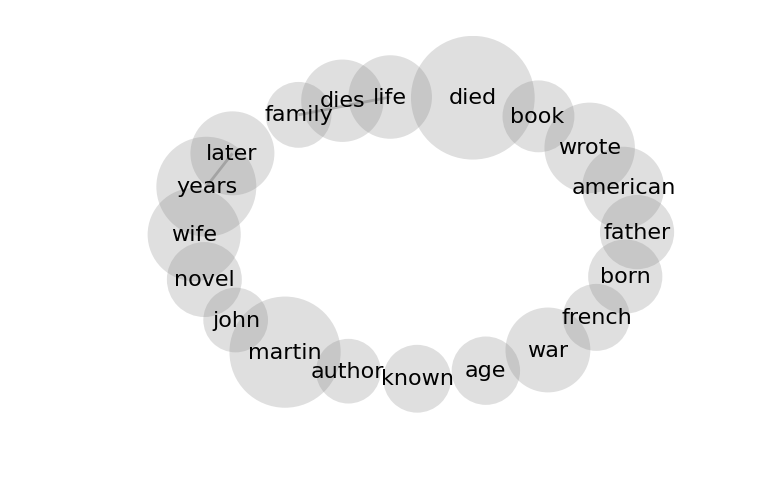 life
died
dies
family
book
wrote
later
years
american
wife
father
novel
born
john
french
martin
war
author
age
known